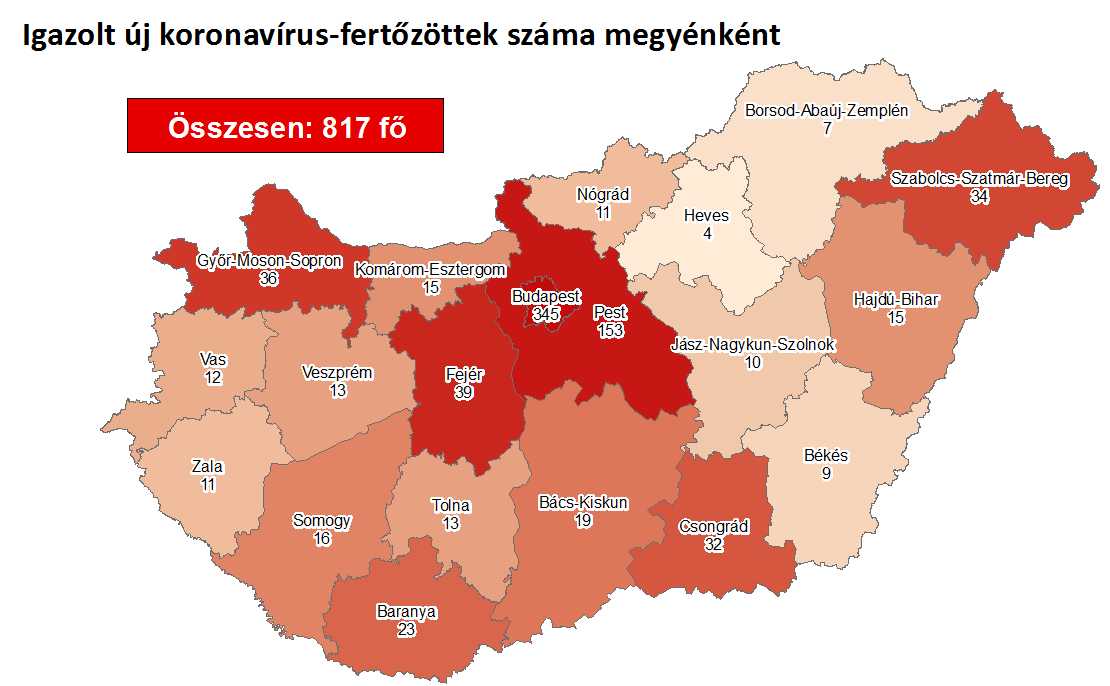 Igazolt új koronavírus-fertőzöttek száma megyénként
Összesen: 817 fő
Borsod-Abaúj-Zemplén
7
Szabolcs-Szatmár-Bereg
34
Nógrád
11
Heves
4
Győr-Moson-Sopron
36
Komárom-Esztergom
15
Budapest
345
Pest
153
Hajdú-Bihar
15
Jász-Nagykun-Szolnok
10
Vas
12
Veszprém
13
Fejér
39
Zala
11
Békés
9
Somogy
16
Tolna
13
Bács-Kiskun
19
Csongrád
32
Baranya
23